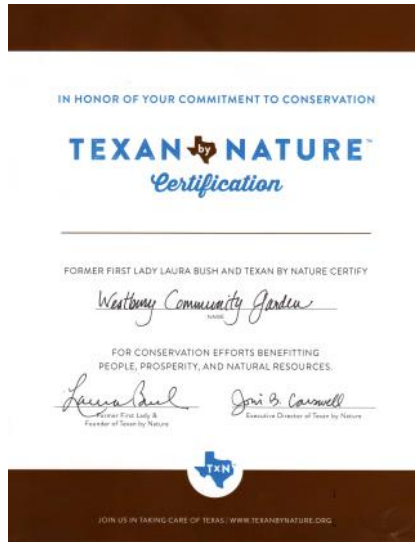 IN HONOR OF YOUR COMMITMENT TO CONSERVATION
TEXAN by NATURE™
Certification
FORMER FIRST LADY LAURA BUSH AND TEXAN BY NATURE CERTIFY
Westbury Community Garden
NAME
FOR CONSERVATION EFFORTS BENEFITTING
PEOPLE, PROSPERITY, AND NATURAL RESOURCES.
Laura Bush Joni B. Carswell
Former First Lady & Executive Director of Texan by Nature
Founder of Texan by Nature
TXN
JOIN US IN TAKING CARE OF TEXAS | WWW.TEXANBYNATURE.ORG